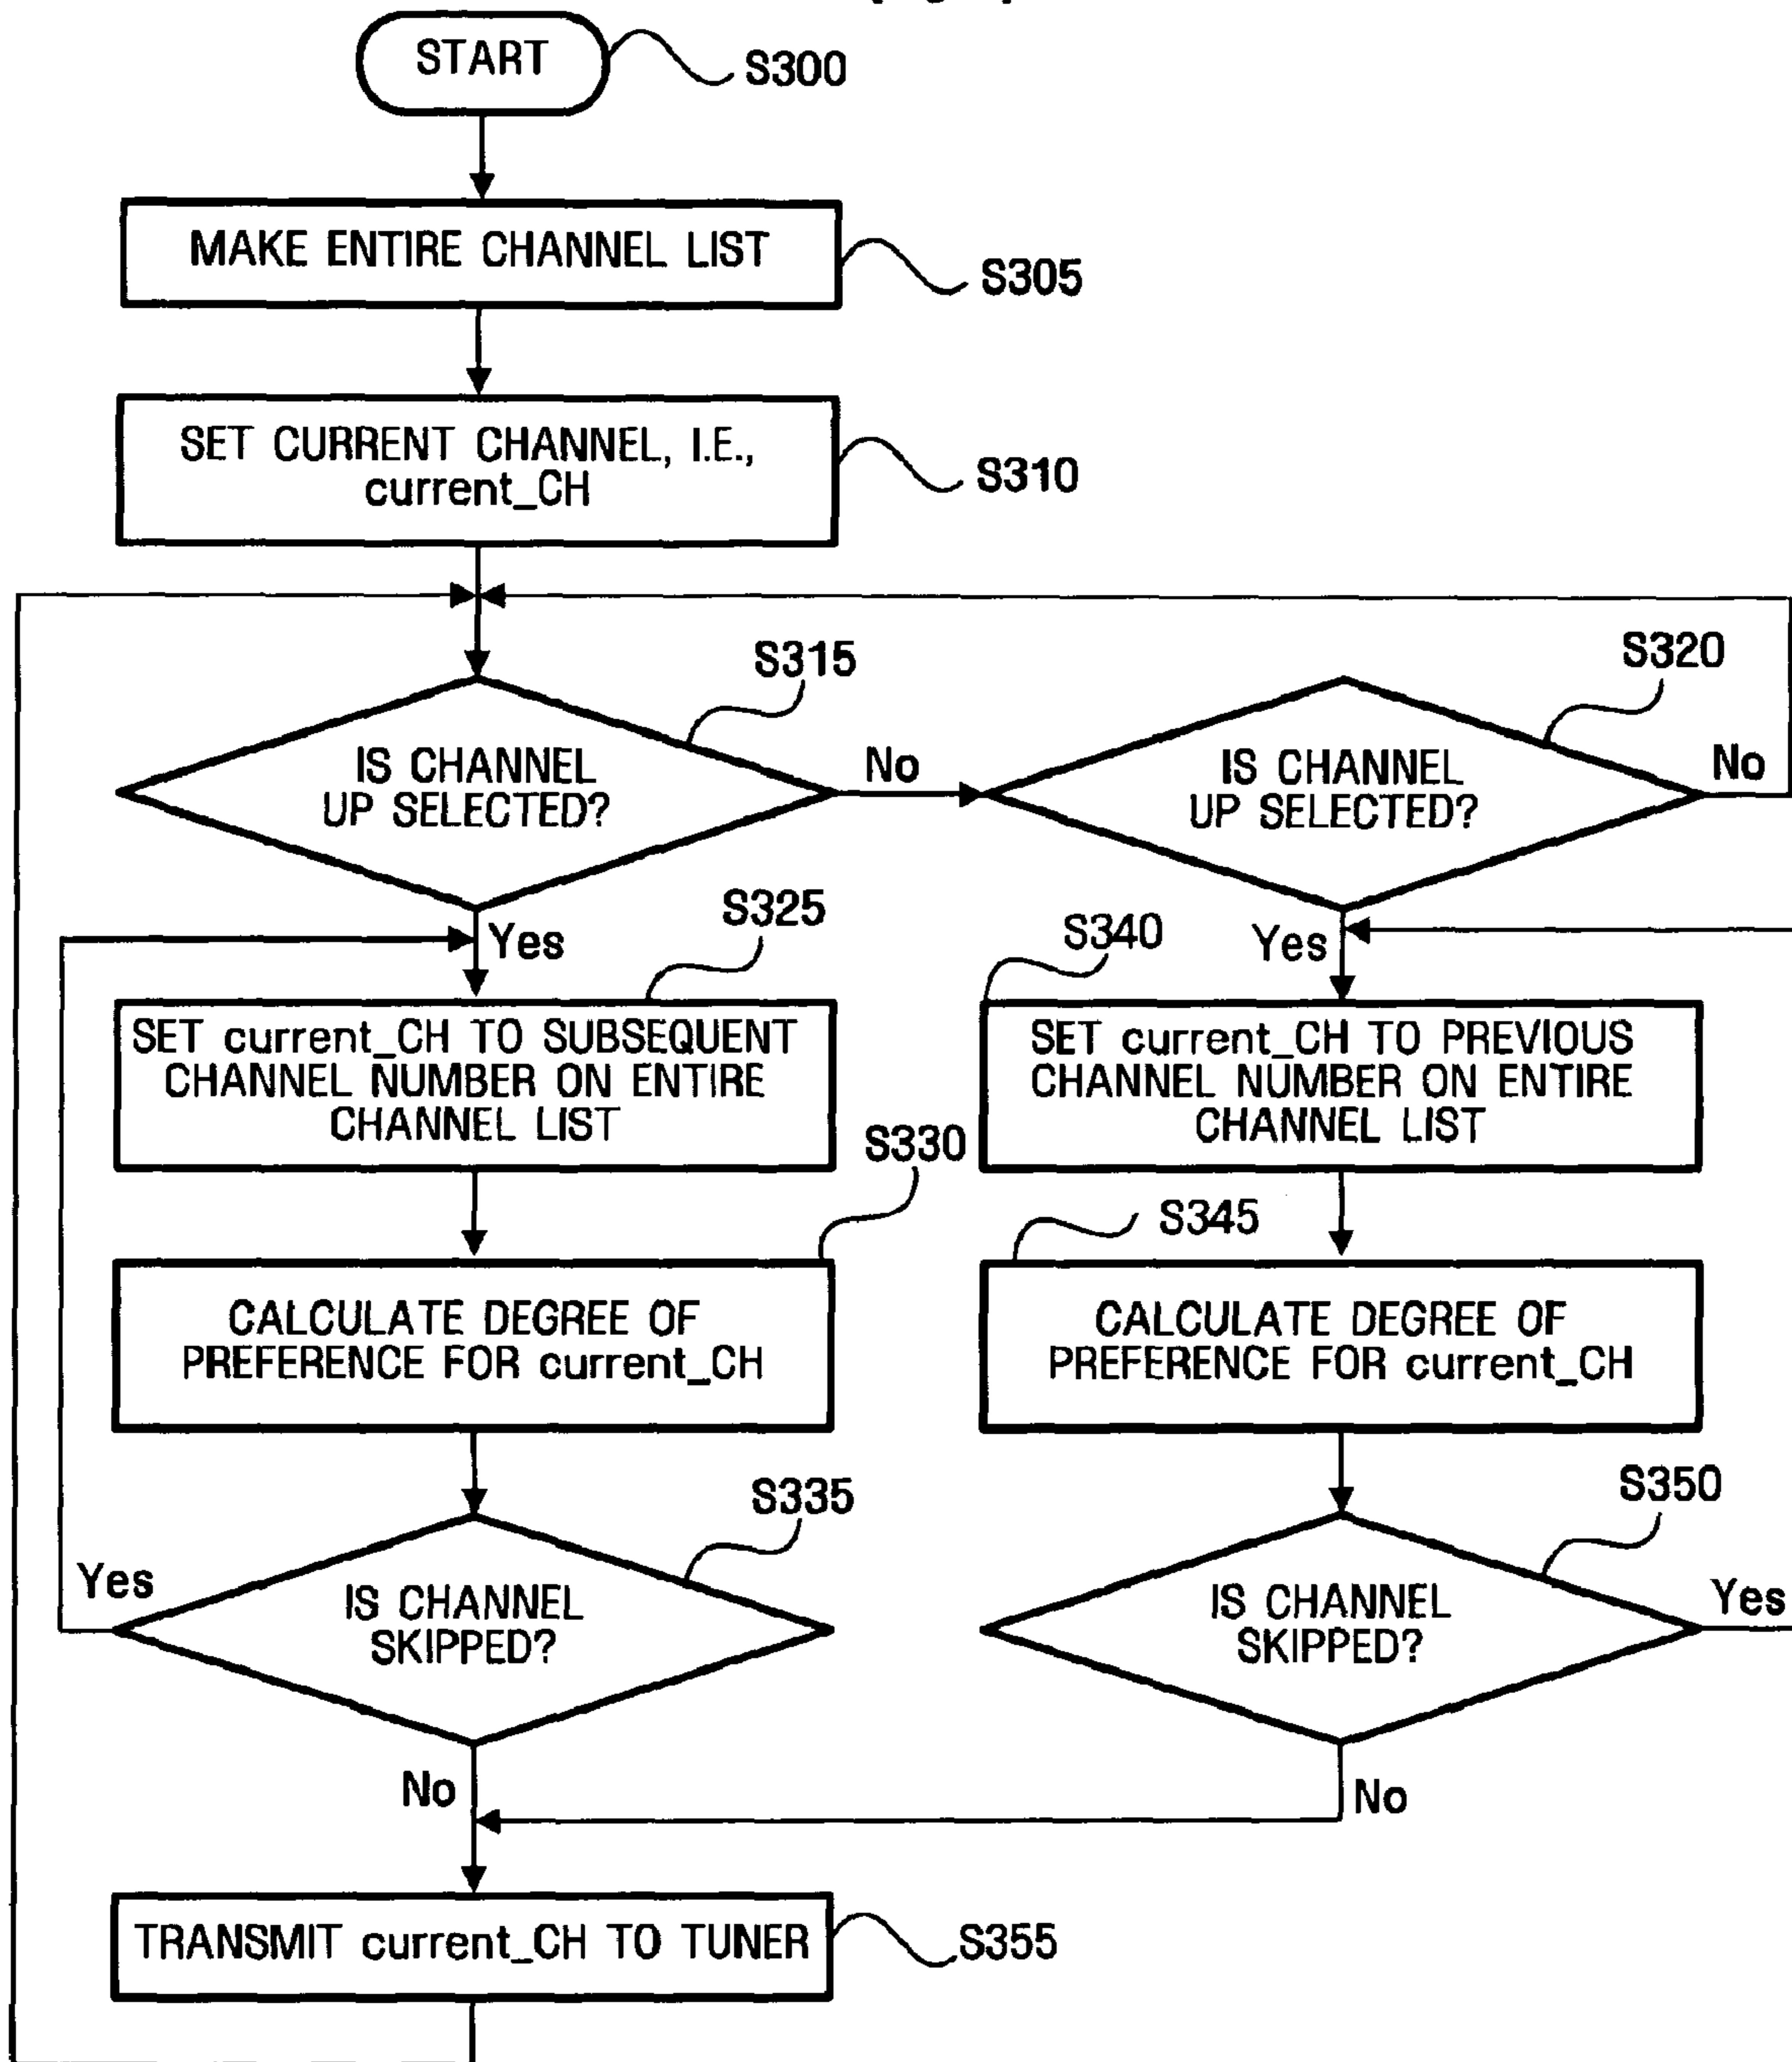 START
S300
MAKE ENTIRE CHANNEL LIST
S305
SET CURRENT CHANNEL, I.E.,
current_CH
S310
S315
S320
IS CHANNEL
UP SELECTED?
No
IS CHANNEL
UP SELECTED?
No
S325
Yes
S340
Yes
SET current_CH TO SUBSEQUENT
CHANNEL NUMBER ON ENTIRE
CHANNEL LIST
SET current_CH TO PREVIOUS
CHANNEL NUMBER ON ENTIRE
CHANNEL LIST
S330
S345
CALCULATE DEGREE OF
PREFERENCE FOR current_CH
CALCULATE DEGREE OF
PREFERENCE FOR current_CH
S335
S350
Yes
IS CHANNEL
SKIPPED?
IS CHANNEL
SKIPPED?
Yes
No
No
TRANSMIT current_CH TO TUNER
S355